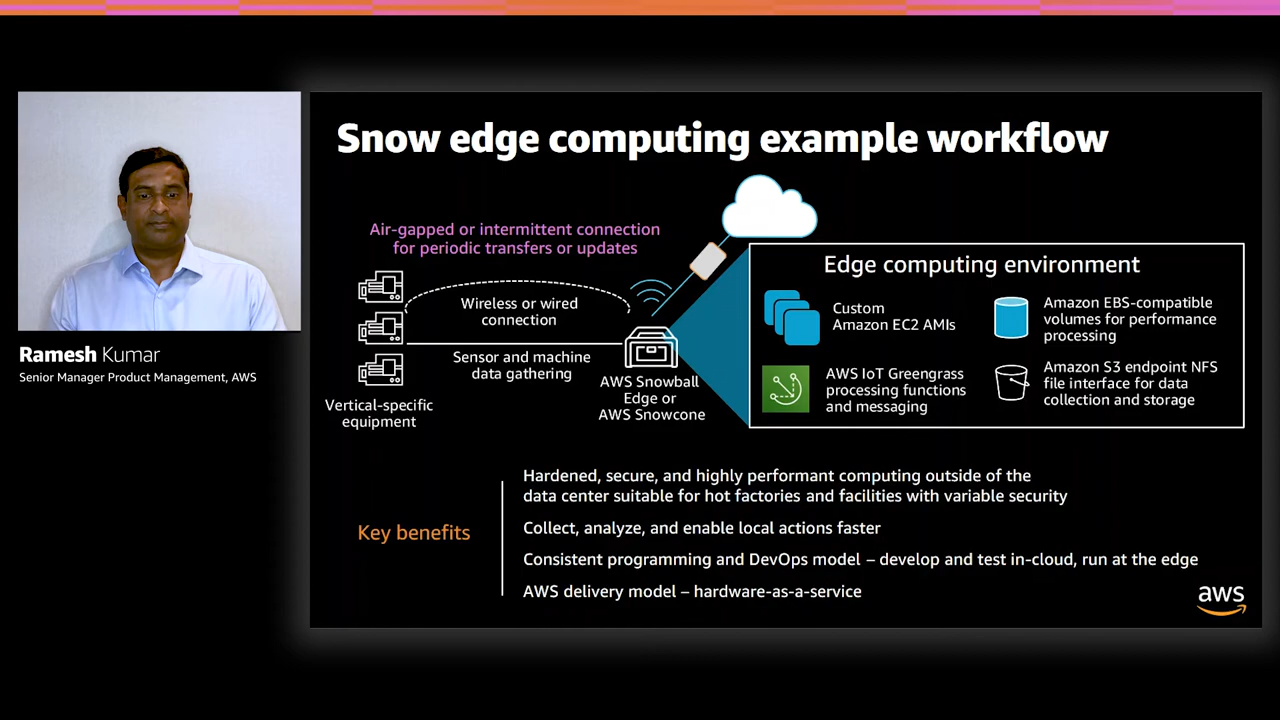 Snow edge computing example workflow
Air-gapped or intermittent connection
for periodic transfers or updates
Wireless or wired
connection
Sensor and machine
data gathering
Vertical-specific
equipment
AWS Snowball
Edge or
AWS Snowcone
Edge computing environment
Custom
Amazon EC2 AMIs
Amazon EBS-compatible
volumes for performance
processing
AWS IoT Greengrass
processing functions
and messaging
Amazon S3 endpoint NFS
file interface for data
collection and storage
Ramesh Kumar
Senior Manager Product Management, AWS
Key benefits
Hardened, secure, and highly performant computing outside of the
data center suitable for hot factories and facilities with variable security
Collect, analyze, and enable local actions faster
Consistent programming and DevOps model – develop and test in-cloud, run at the edge
AWS delivery model – hardware-as-a-service
aws